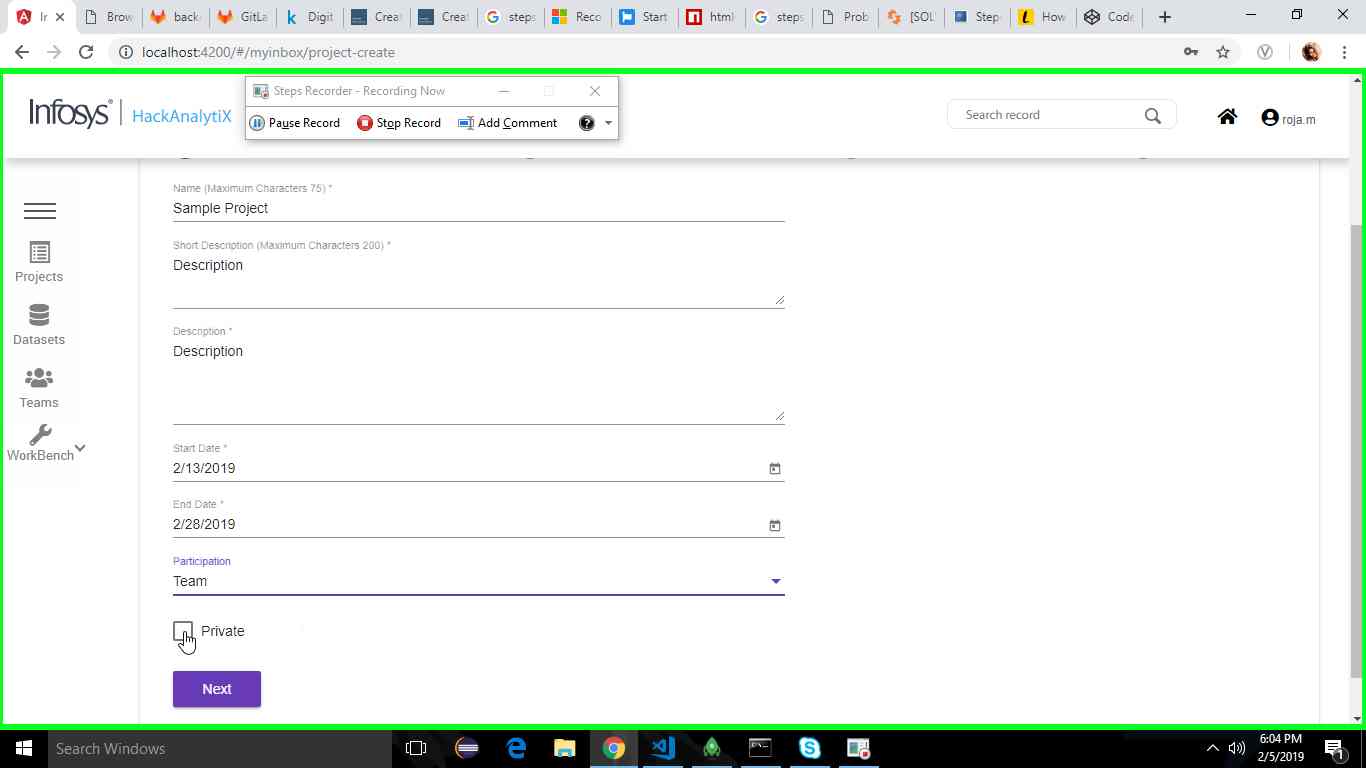 In
Brow
back
GitLa
Digit
Creat
Creat
steps
Reco
Start
html
steps
Prob
[SOL
Step
How
Code
localhost:4200/#/myinbox/project-create
Steps Recorder - Recording Now
Pause Record
Stop Record
Add Comment
Infosys
HackAnalytiX
Search record
roja.m
Projects
Datasets
Teams
WorkBench
Name (Maximum Characters 75) *
Sample Project
Short Description (Maximum Characters 200) *
Description
Description *
Description
Start Date *
2/13/2019
End Date *
2/28/2019
Participation
Team
Private
Next
Search Windows
6:04 PM
2/5/2019
1